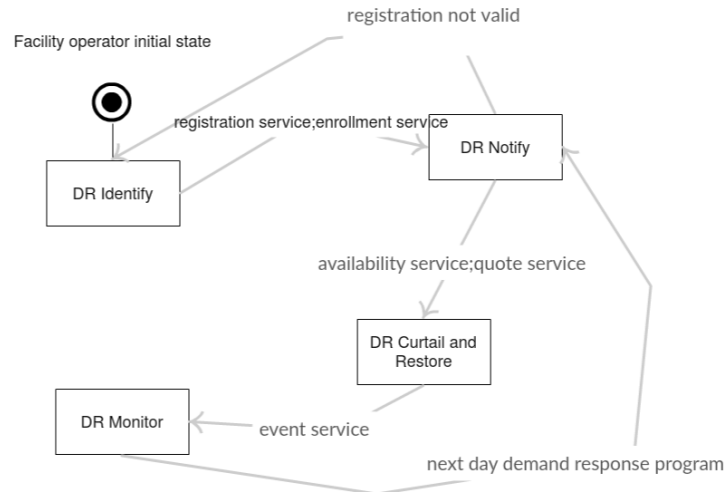 registration not valid
Facility operator initial state
registration service;enrollment service
DR Notify
DR Identify
availability service;quote service
DR Curtail and
Restore
DR Monitor
event service
next day demand response program